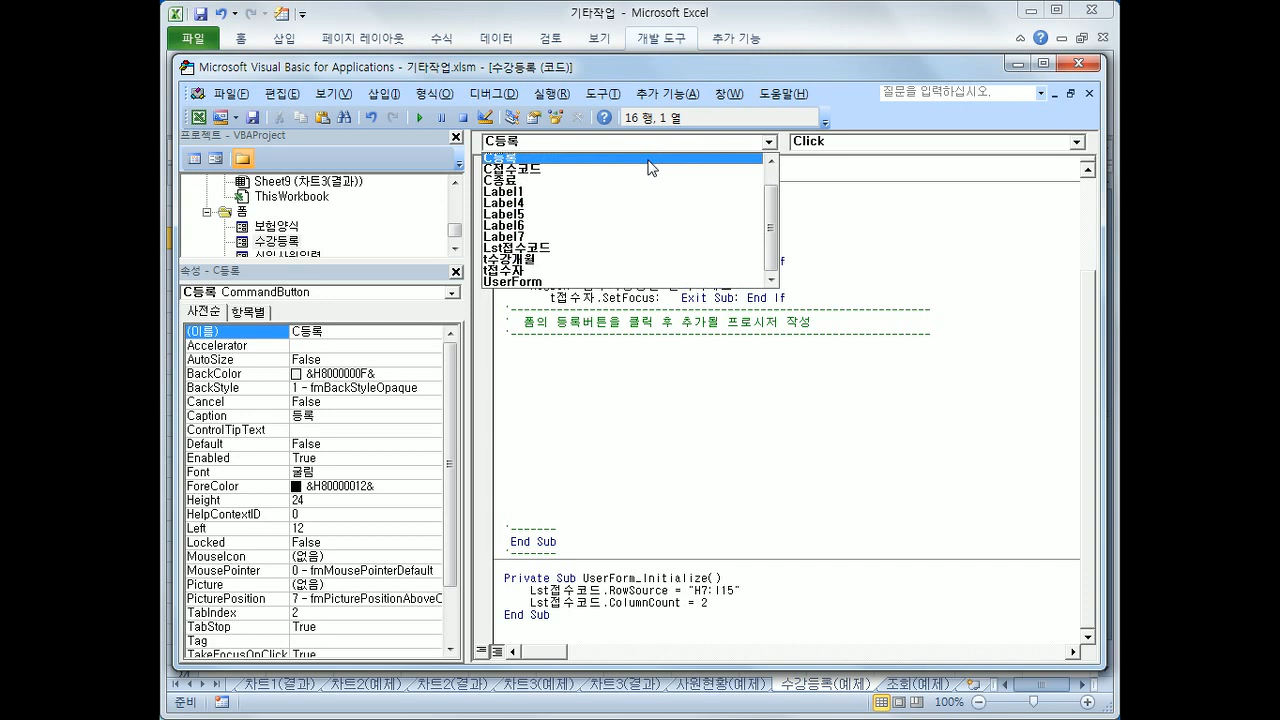 기타작업 - Microsoft Excel
파일 홈 삽입 페이지 레이아웃 수식 데이터 검토 보기 개발 도구 추가 기능
Microsoft Visual Basic for Applications - 기타작업.xlsm - [수강등록 (코드)]
파일(F) 편집(E) 보기(V) 삽입(I) 형식(O) 디버그(D) 실행(R) 도구(T) 추가 기능(A) 창(W) 도움말(H) 질문을 입력하십시오.
16 행, 1 열
프로젝트 - VBAProject
Sheet9 (차트3(결과))
ThisWorkbook
폼
보험양식
수강등록
속성 - C등록
C등록 CommandButton
사전순 항목별
(이름) C등록
Accelerator
AutoSize False
BackColor &H8000000F&
BackStyle 1 - fmBackStyleOpaque
Cancel False
Caption 등록
ControlTipText
Default False
Enabled True
Font 굴림
ForeColor &H80000012&
Height 24
HelpContextID 0
Left 12
Locked False
MouseIcon (없음)
MousePointer 0 - fmMousePointerDefault
Picture (없음)
PicturePosition 7 - fmPicturePositionAboveC
TabIndex 2
TabStop True
Tag
TakeFocusOnClick True
C등록 Click
C등록
C접수코드
C종료
Label1
Label4
Label5
Label6
Label7
Lst접수코드
t수강개월
t접수자
UserForm
t접수자.SetFocus: Exit Sub: End If
'-------------------------------------------------------
' 폼의 등록버튼을 클릭 후 추가될 프로시저 작성
'-------------------------------------------------------
'-------
End Sub
'-------
Private Sub UserForm_Initialize()
Lst접수코드.RowSource = "H7:I15"
Lst접수코드.ColumnCount = 2
End Sub
차트1(결과) 차트2(예제) 차트2(결과) 차트3(예제) 차트3(결과) 사원현황(예제) 수강등록(예제) 조회(예제)
준비 100%